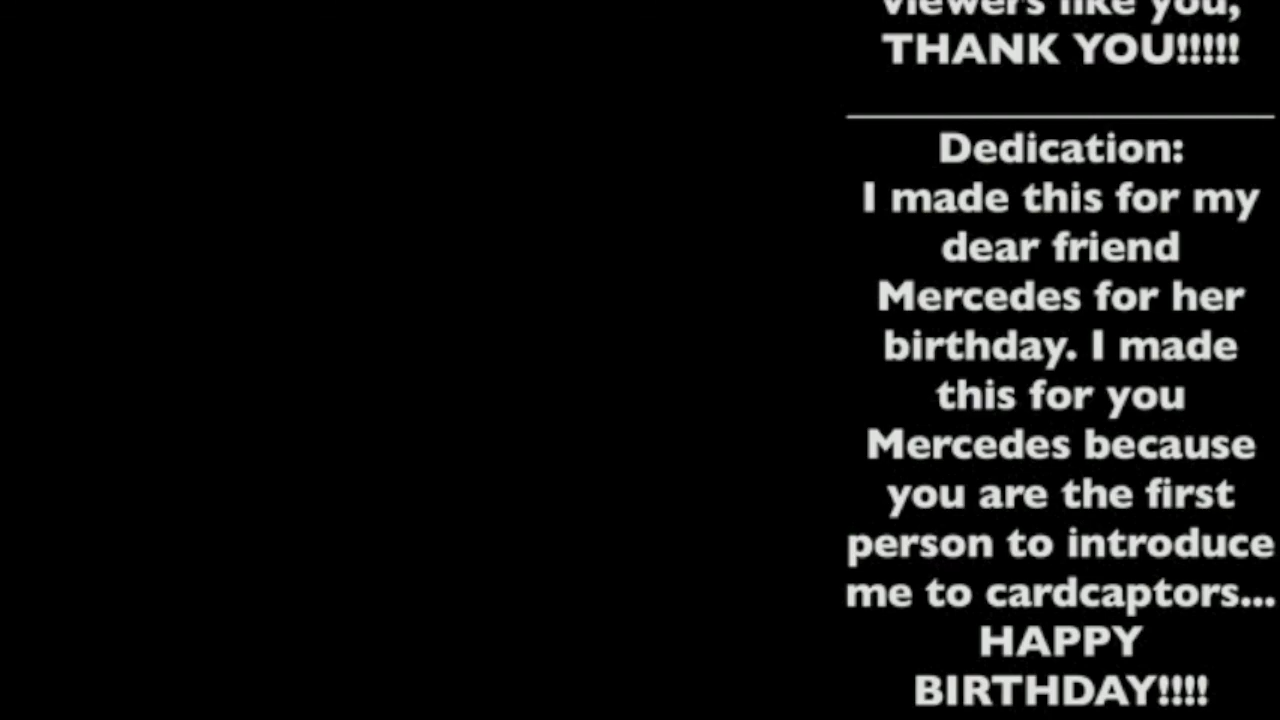 viewers like you,
THANK YOU!!!!!
Dedication:
I made this for my
dear friend
Mercedes for her
birthday. I made
this for you
Mercedes because
you are the first
person to introduce
me to cardcaptors...
HAPPY
BIRTHDAY!!!!